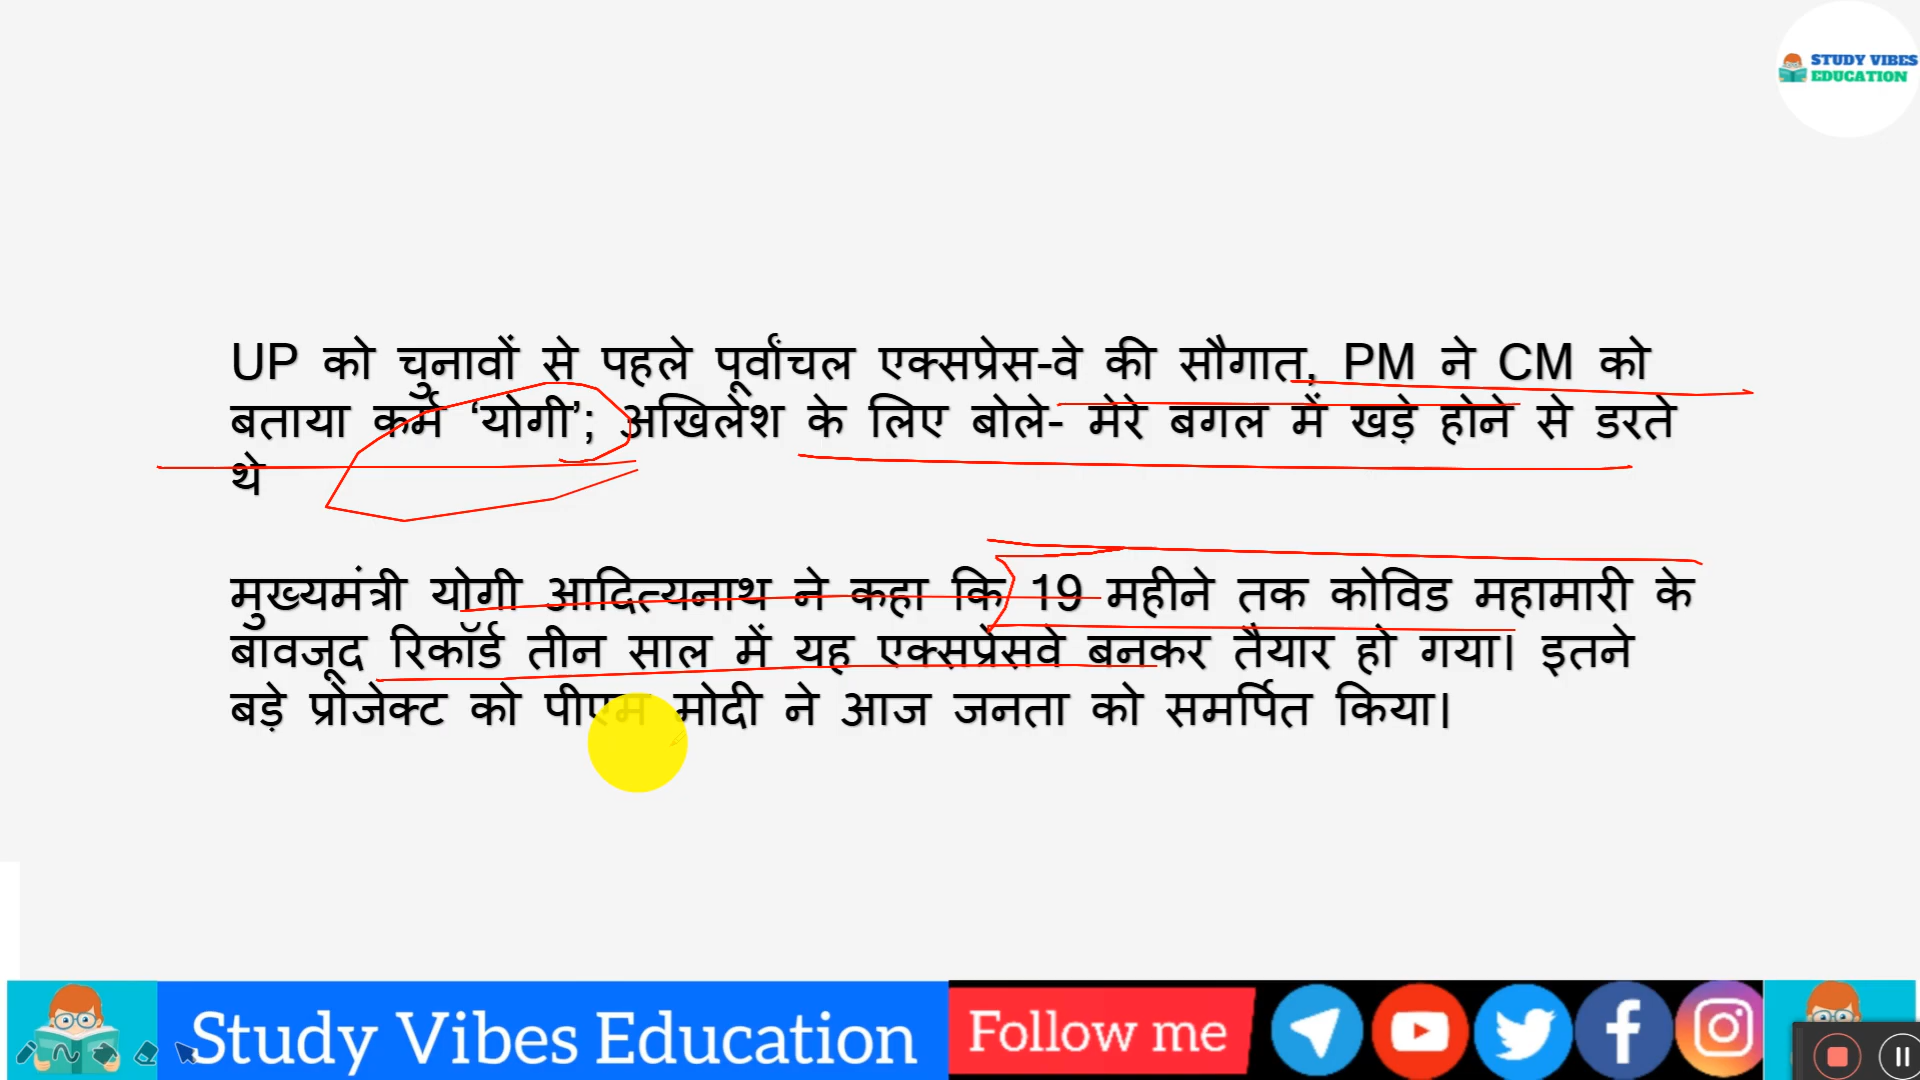 STUDY VIBES
EDUCATION
UP को चुनावों से पहले पूर्वांचल एक्सप्रेस-वे की सौगात, PM ने CM को
बताया कर्म ‘योगी’; अखिलेश के लिए बोले- मेरे बगल में खड़े होने से डरते
थे
मुख्यमंत्री योगी आदित्यनाथ ने कहा कि 19 महीने तक कोविड महामारी के
बावजूद रिकॉर्ड तीन साल में यह एक्सप्रेसवे बनकर तैयार हो गया। इतने
बड़े प्रोजेक्ट को पीएम मोदी ने आज जनता को समर्पित किया।
Study Vibes Education
Follow me